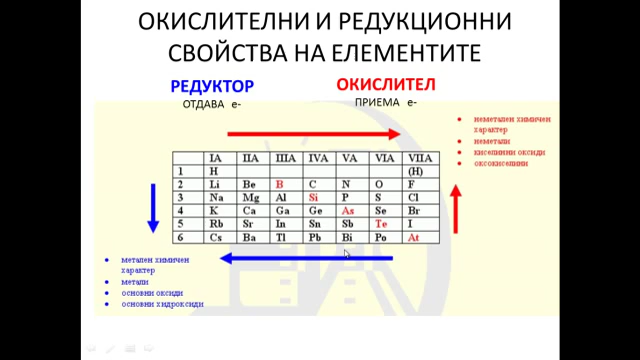 ОКИСЛИТЕЛНИ И РЕДУКЦИОННИ
СВОЙСТВА НА ЕЛЕМЕНТИТЕ
РЕДУКТОР
ОТДАВА е-
ОКИСЛИТЕЛ
ПРИЕМА е-
неметален химичен
характер
неметали
киселинни оксиди
оксокиселини
IA IIA IIIA IVA VA VIA VIIA
1 H (H)
2 Li Be B C N O F
3 Na Mg Al Si P S Cl
4 K Ca Ga Ge As Se Br
5 Rb Sr In Sn Sb Te I
6 Cs Ba Tl Pb Bi Po At
метален химичен
характер
метали
основни оксиди
основни хидроксиди